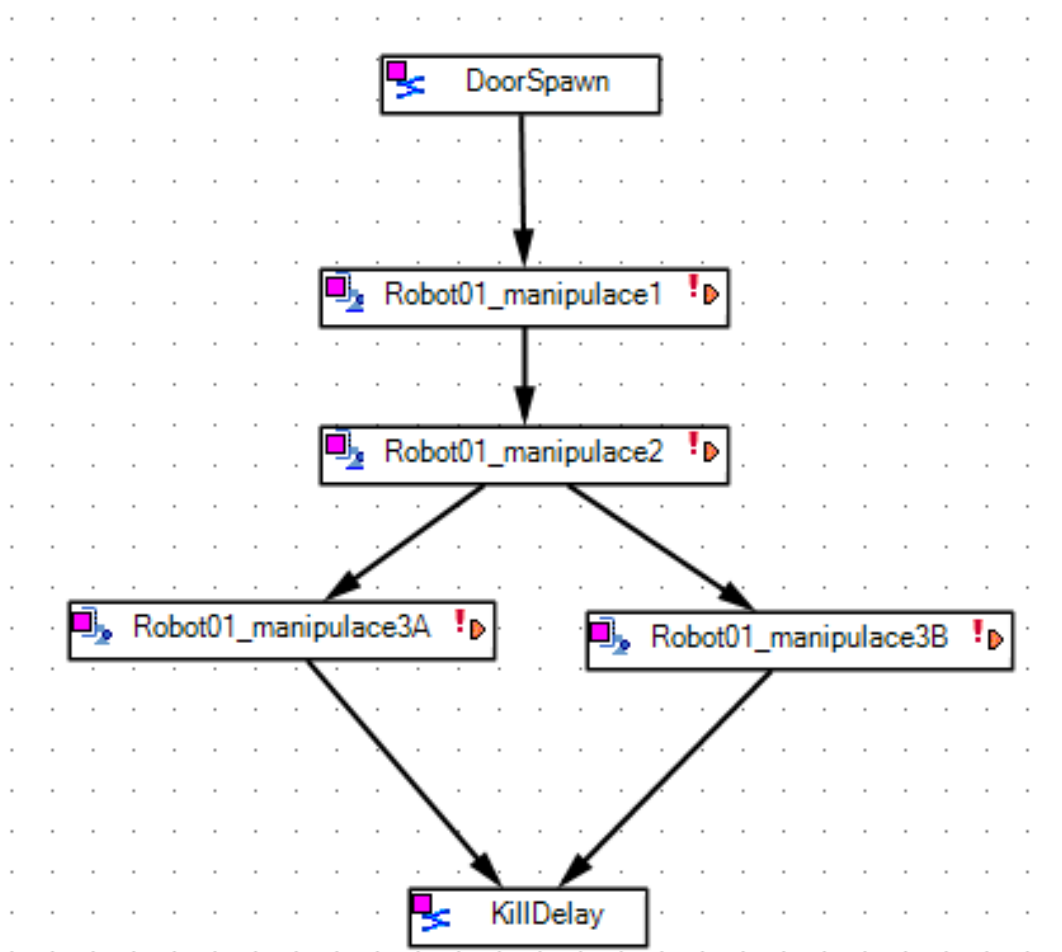 DoorSpawn
Robot01_manipulace1
Robot01_manipulace2
Robot01_manipulace3A
Robot01_manipulace3B
KillDelay